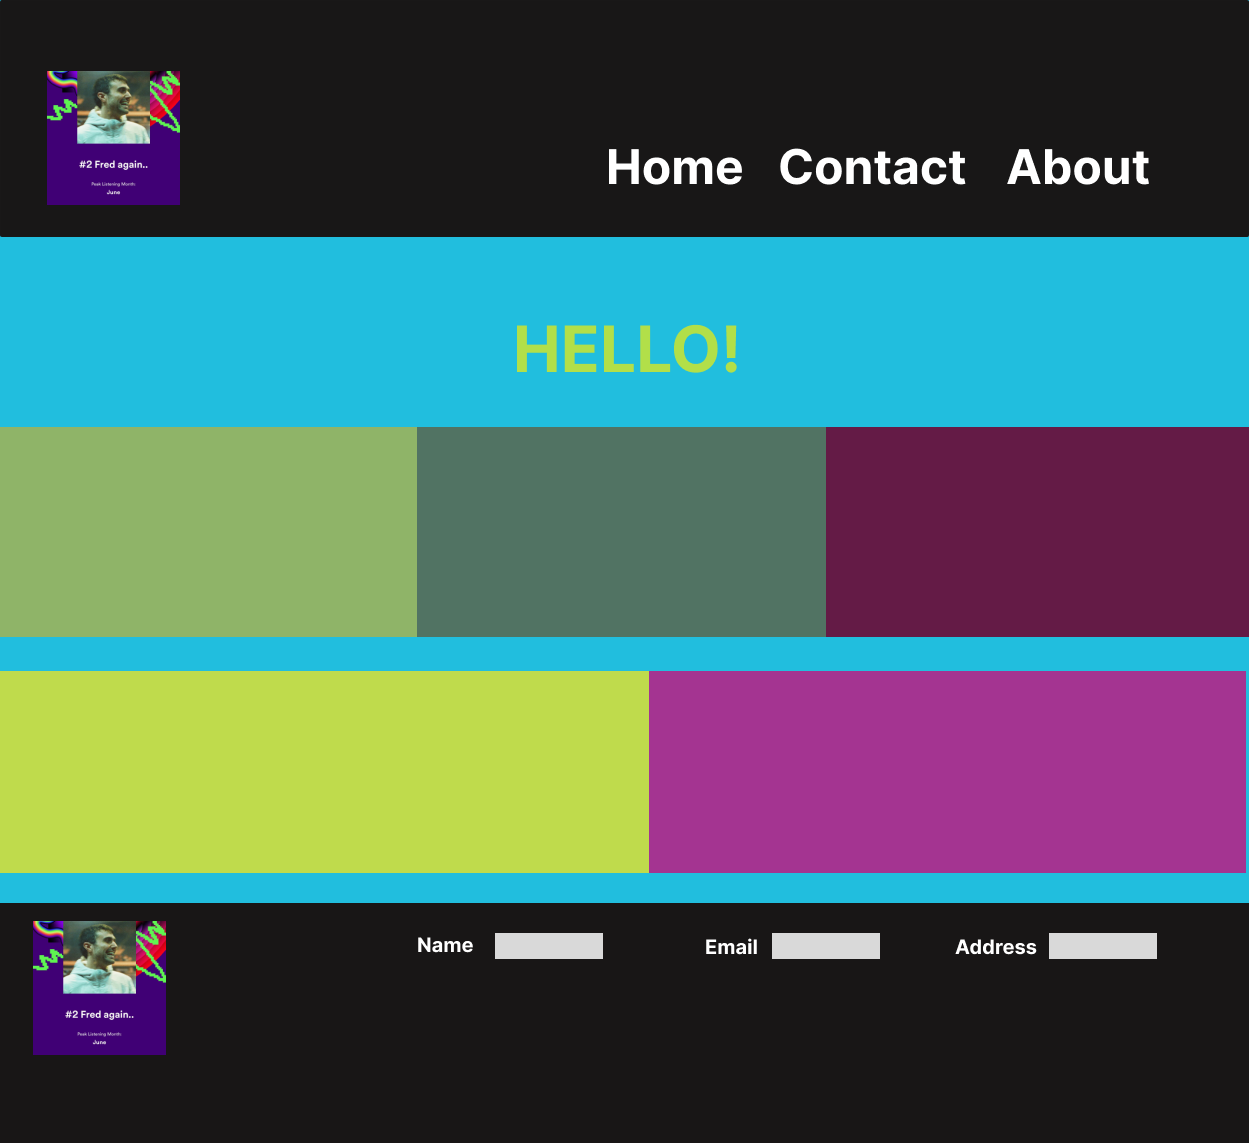 #2 Fred again..
Peak Listening Month:
June
Home Contact About
HELLO!
Name Email Address
#2 Fred again..
Peak Listening Month:
June